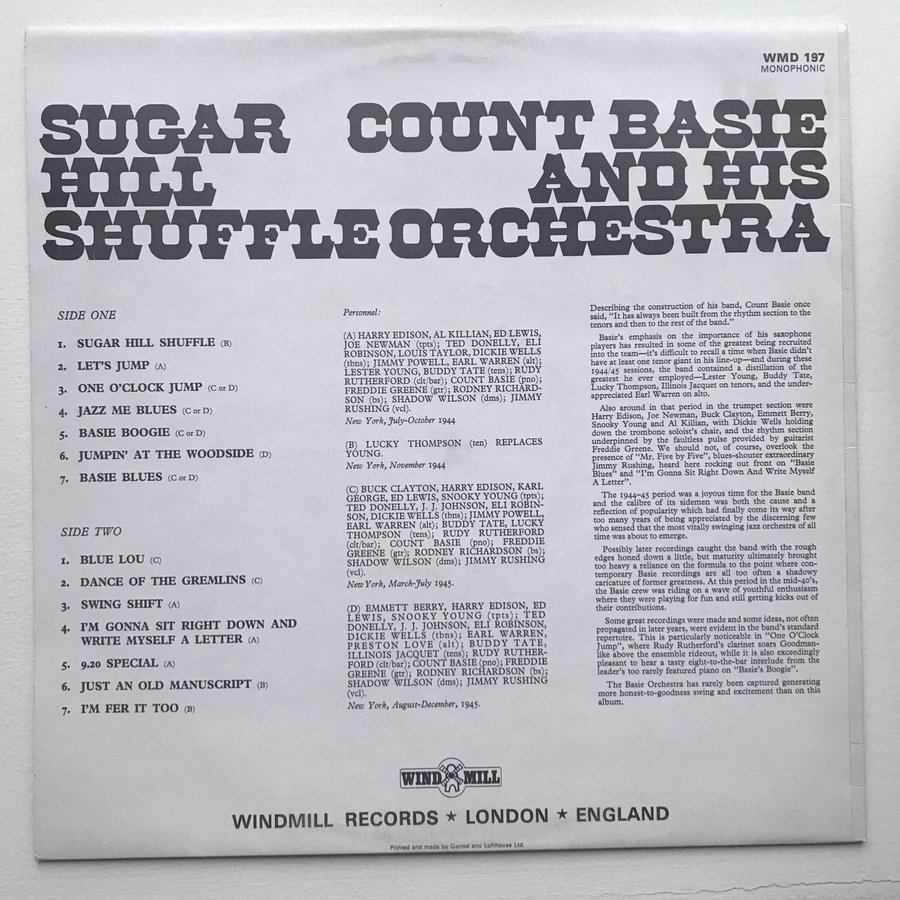 WMD 197
MONOPHONIC
SUGAR HILL SHUFFLE
COUNT BASIE AND HIS ORCHESTRA
SIDE ONE
1. SUGAR HILL SHUFFLE (B)
2. LET'S JUMP (A)
3. ONE O'CLOCK JUMP (C or D)
4. JAZZ ME BLUES (C or D)
5. BASIE BOOGIE (C or D)
6. JUMPIN' AT THE WOODSIDE (D)
7. BASIE BLUES (C or D)
SIDE TWO
1. BLUE LOU (C)
2. DANCE OF THE GREMLINS (C)
3. SWING SHIFT (A)
4. I'M GONNA SIT RIGHT DOWN AND
WRITE MYSELF A LETTER (A)
5. 9.20 SPECIAL (A)
6. JUST AN OLD MANUSCRIPT (B)
7. I'M FER IT TOO (B)
Personnel:
(A) HARRY EDISON, AL KILLIAN, ED LEWIS,
JOE NEWMAN (tpts); TED DONELLY, ELI
ROBINSON, LOUIS TAYLOR, DICKIE WELLS
(tbns); JIMMY POWELL, EARL WARREN (alt);
LESTER YOUNG, BUDDY TATE (tens); RUDY
RUTHERFORD (clt/bar); COUNT BASIE (pno);
FREDDIE GREENE (gtr); RODNEY RICHARD-
SON (bs); SHADOW WILSON (dms); JIMMY
RUSHING (vcl).
New York, July-October 1944
(B) LUCKY THOMPSON (ten) REPLACES
YOUNG.
New York, November 1944
(C) BUCK CLAYTON, HARRY EDISON, KARL
GEORGE, ED LEWIS, SNOOKY YOUNG (tpts);
TED DONELLY, J. J. JOHNSON, ELI ROBIN-
SON, DICKIE WELLS (tbns); JIMMY POWELL,
EARL WARREN (alt); BUDDY TATE, LUCKY
THOMPSON (tens); RUDY RUTHERFORD
(clt/bar); COUNT BASIE (pno); FREDDIE
GREENE (gtr); RODNEY RICHARDSON (bs);
SHADOW WILSON (dms); JIMMY RUSHING
(vcl).
New York, March-July 1945.
(D) EMMETT BERRY, HARRY EDISON, ED
LEWIS, SNOOKY YOUNG (tpts); TED
DONELLY, J. J. JOHNSON, ELI ROBINSON,
DICKIE WELLS (tbns); EARL WARREN,
PRESTON LOVE (alt); BUDDY TATE,
ILLINOIS JACQUET (tens); RUDY RUTHER-
FORD (clt/bar); COUNT BASIE (pno); FREDDIE
GREENE (gtr); RODNEY RICHARDSON (bs);
SHADOW WILSON (dms); JIMMY RUSHING
(vcl).
New York, August-December, 1945.
Describing the construction of his band, Count Basie once
said, "It has always been built from the rhythm section to the
tenors and then to the rest of the band."
Basie's emphasis on the importance of his saxophone
players has resulted in some of the greatest being recruited
into the team—it's difficult to recall a time when Basie didn't
have at least one tenor giant in his line-up—and during these
1944/45 sessions, the band contained a distillation of the
greatest he ever employed—Lester Young, Buddy Tate,
Lucky Thompson, Illinois Jacquet on tenors, and the under-
appreciated Earl Warren on alto.
Also around in that period in the trumpet section were
Harry Edison, Joe Newman, Buck Clayton, Emmett Berry,
Snooky Young and Al Killian, with Dickie Wells holding
down the trombone soloist's chair, and the rhythm section
underpinned by the faultless pulse provided by guitarist
Freddie Greene. We should not, of course, overlook the
presence of "Mr. Five by Five", blues-shouter extraordinary
Jimmy Rushing, heard here rocking out front on "Basie
Blues" and "I'm Gonna Sit Right Down And Write Myself
A Letter".
The 1944-45 period was a joyous time for the Basie band
and the calibre of its sidemen was both the cause and a
reflection of popularity which had finally come its way after
too many years of being appreciated by the discerning few
who sensed that the most vitally swinging jazz orchestra of all
time was about to emerge.
Possibly later recordings caught the band with the rough
edges honed down a little, but maturity ultimately brought
too heavy a reliance on the formula to the point where con-
temporary Basie recordings are all too often a shadowy
caricature of former greatness. At this period in the mid-40's,
the Basie crew was riding on a wave of youthful enthusiasm
where they were playing for fun and still getting kicks out of
their contributions.
Some great recordings were made and some ideas, not often
propagated in later years, were evident in the band's standard
repertoire. This is particularly noticeable in "One O'Clock
Jump", where Rudy Rutherford's clarinet soars Goodman-
like above the ensemble rideout, while it is also exceedingly
pleasant to hear a tasty eight-to-the-bar interlude from the
leader's too rarely featured piano on "Basie's Boogie".
The Basie Orchestra has rarely been captured generating
more honest-to-goodness swing and excitement than on this
album.
WINDMILL
WINDMILL RECORDS ★ LONDON ★ ENGLAND
Printed and made by Garrod and Lofthouse Ltd.